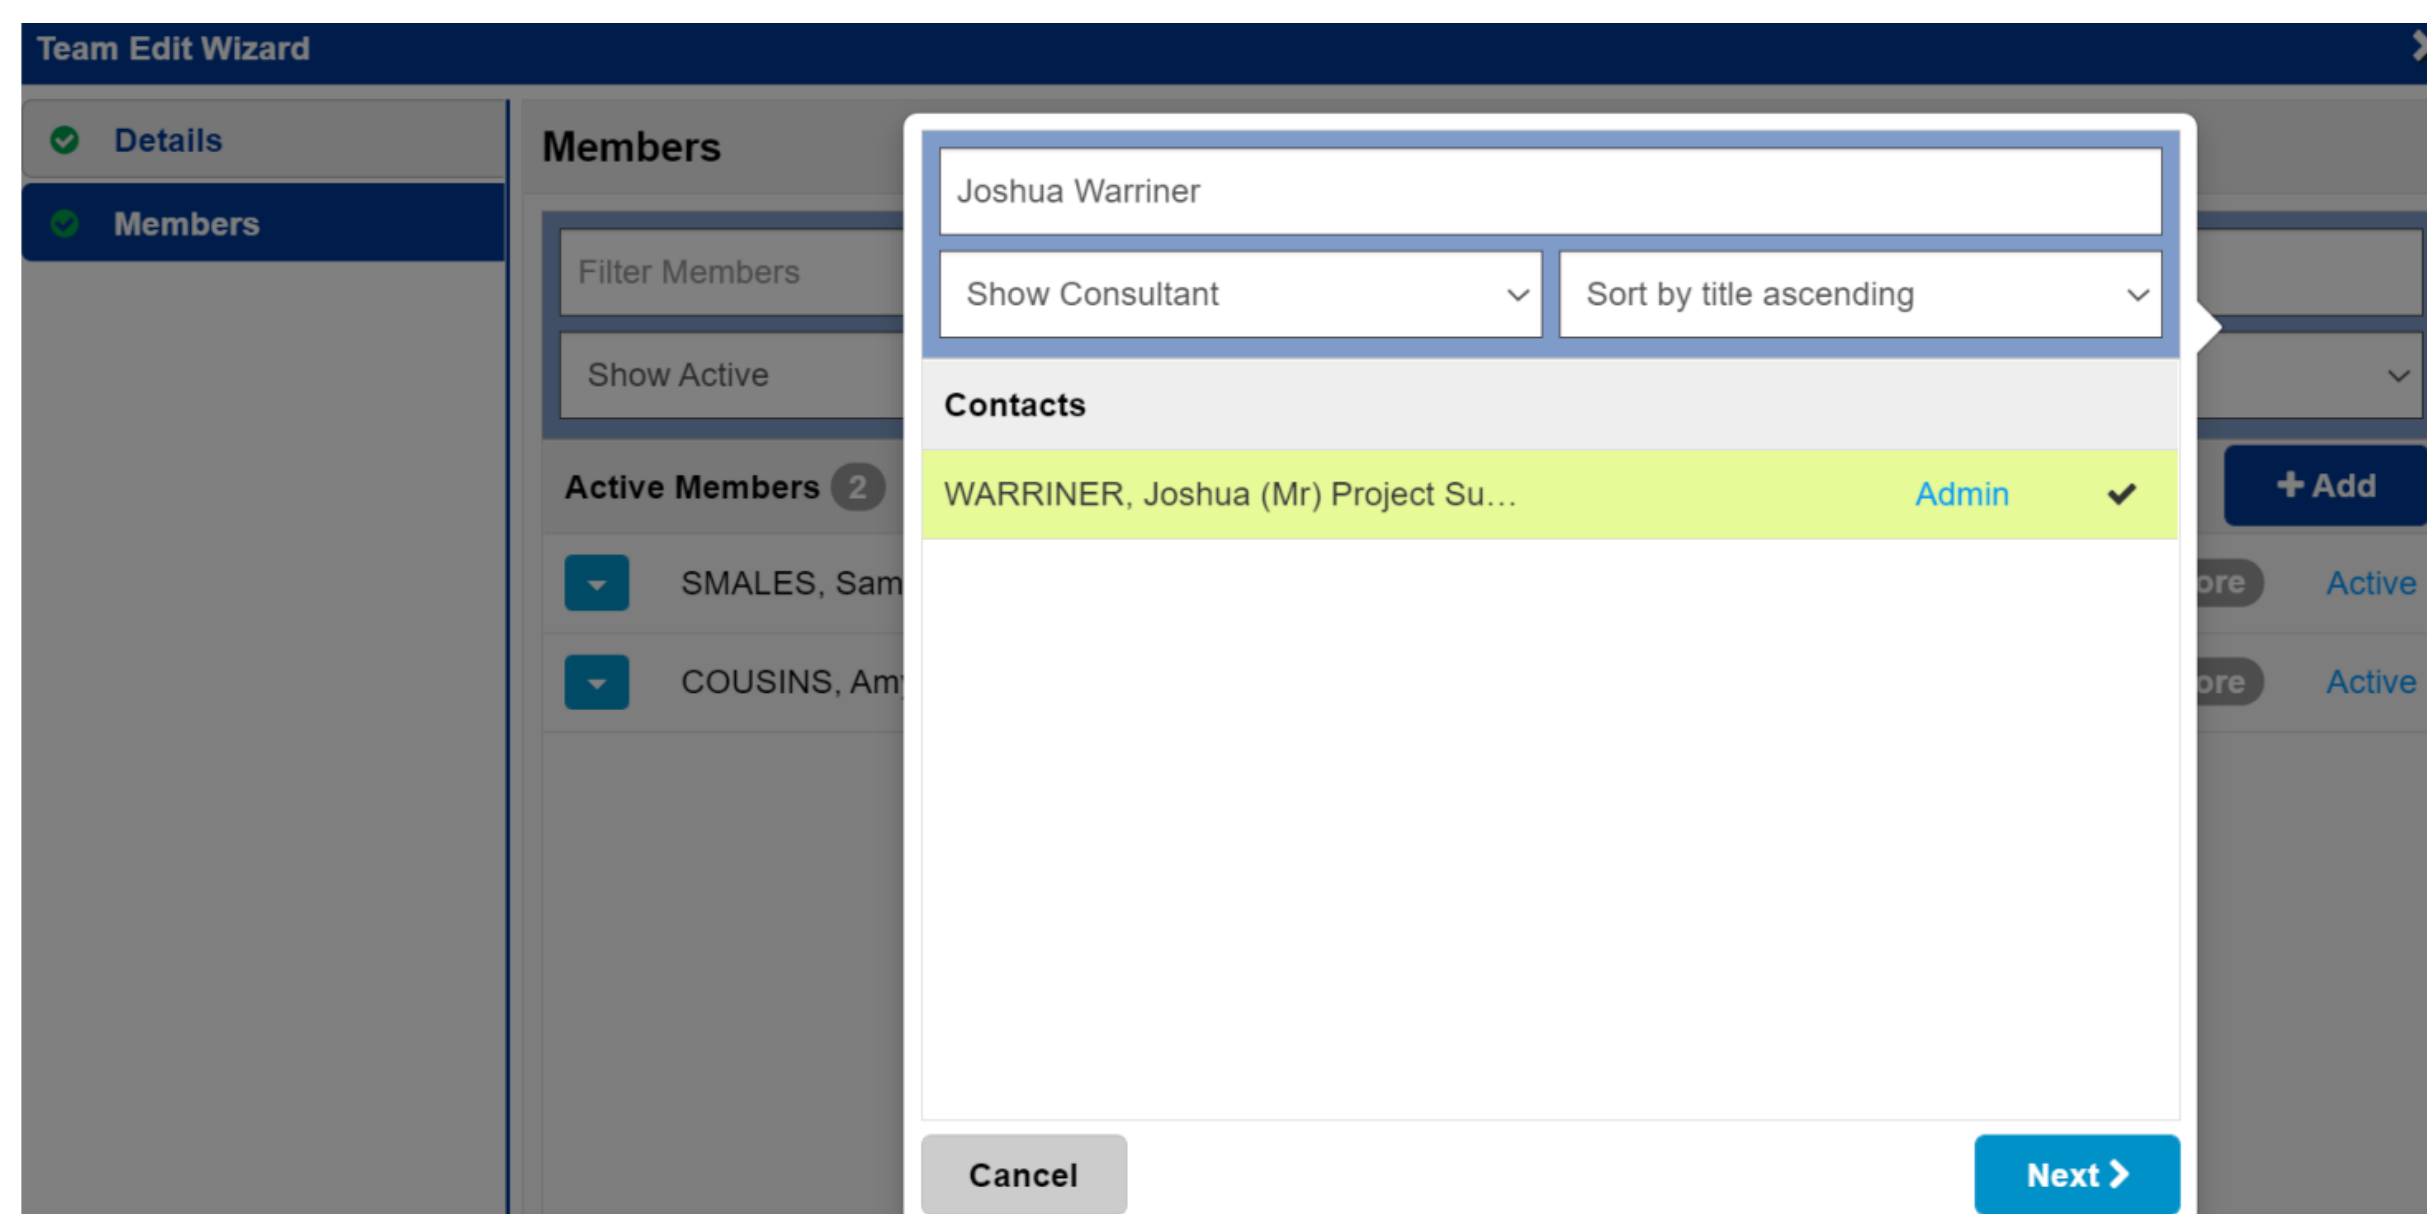 Team Edit Wizard
Details
Members
Members
Filter Members
Show Active
Active Members 2
+ Add
SMALES, Sam
ore Active
COUSINS, Am
ore Active
Joshua Warriner
Show Consultant
Sort by title ascending
Contacts
WARRINER, Joshua (Mr) Project Su... Admin
Cancel
Next